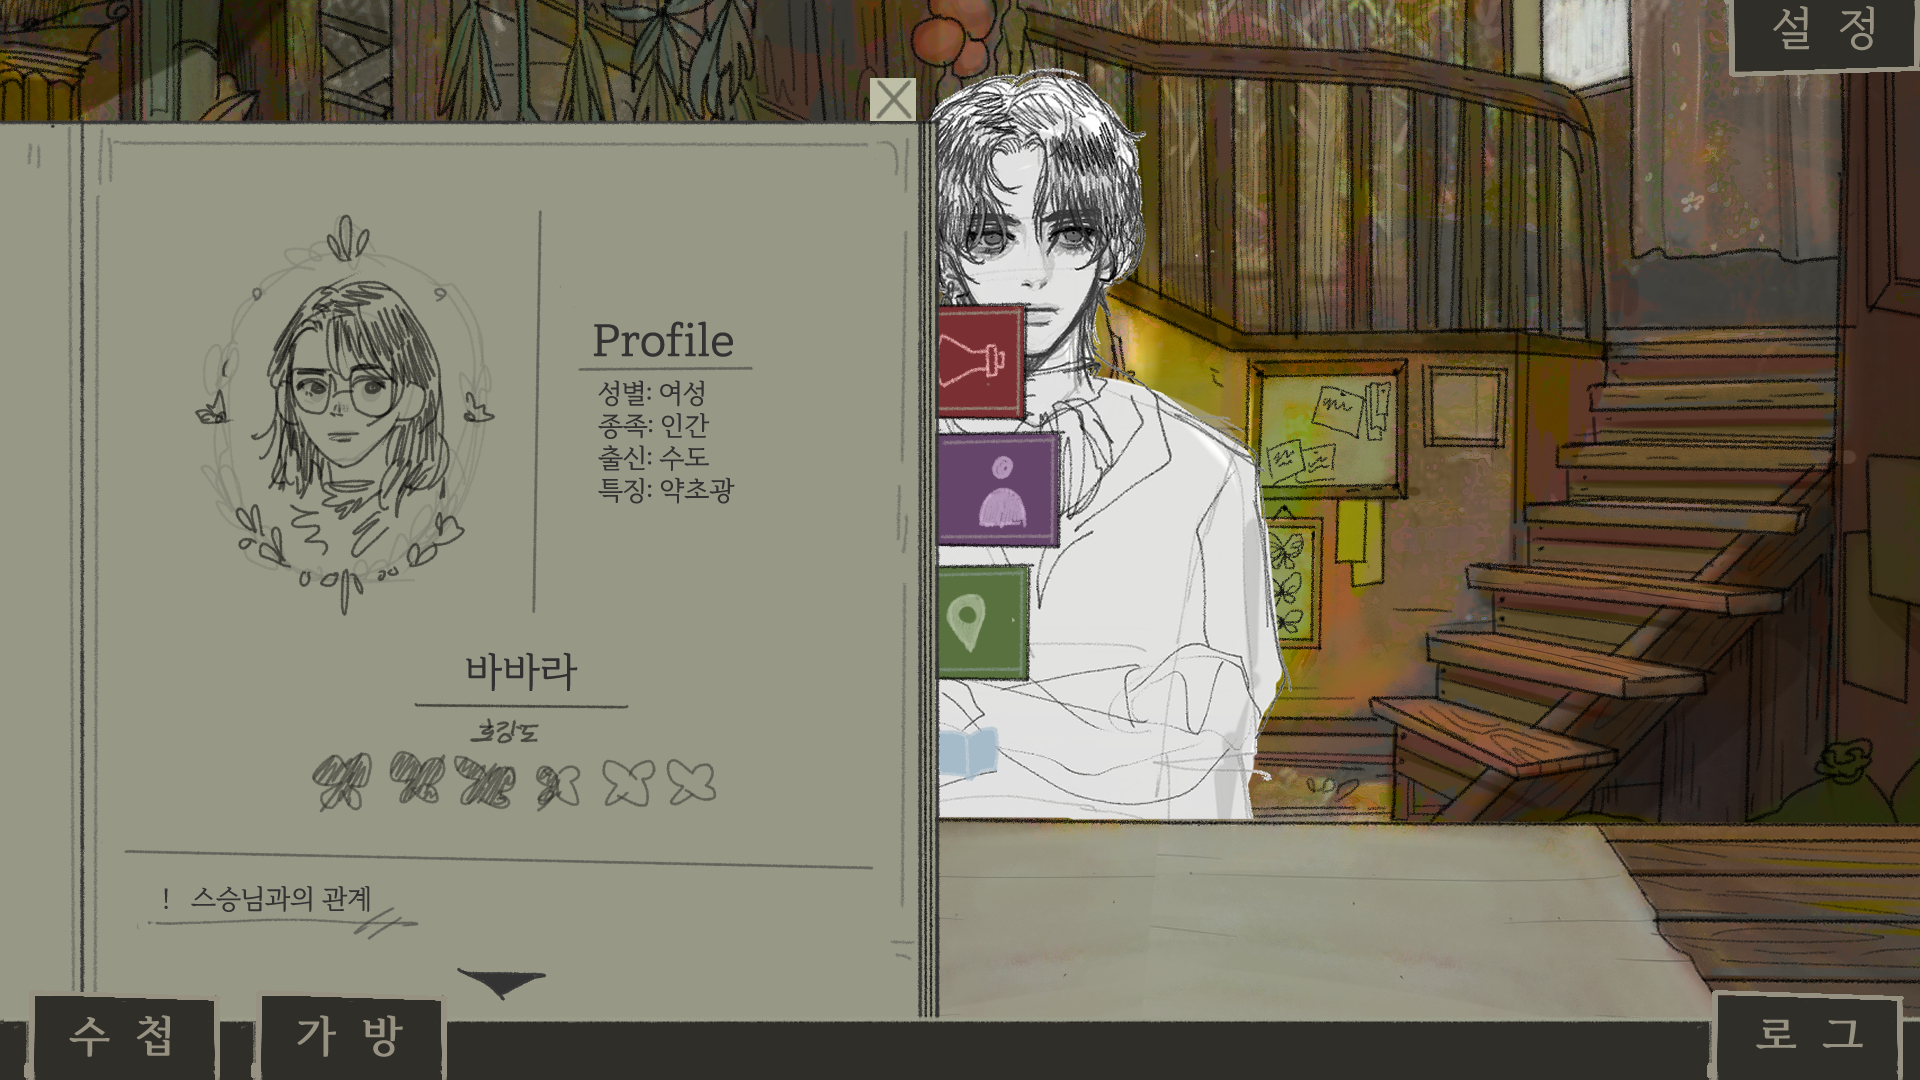 설 정
Profile
성별: 여성
종족: 인간
출신: 수도
특징: 약초광
바바라
호감도
! 스승님과의 관계
수 첩
가 방
로 그